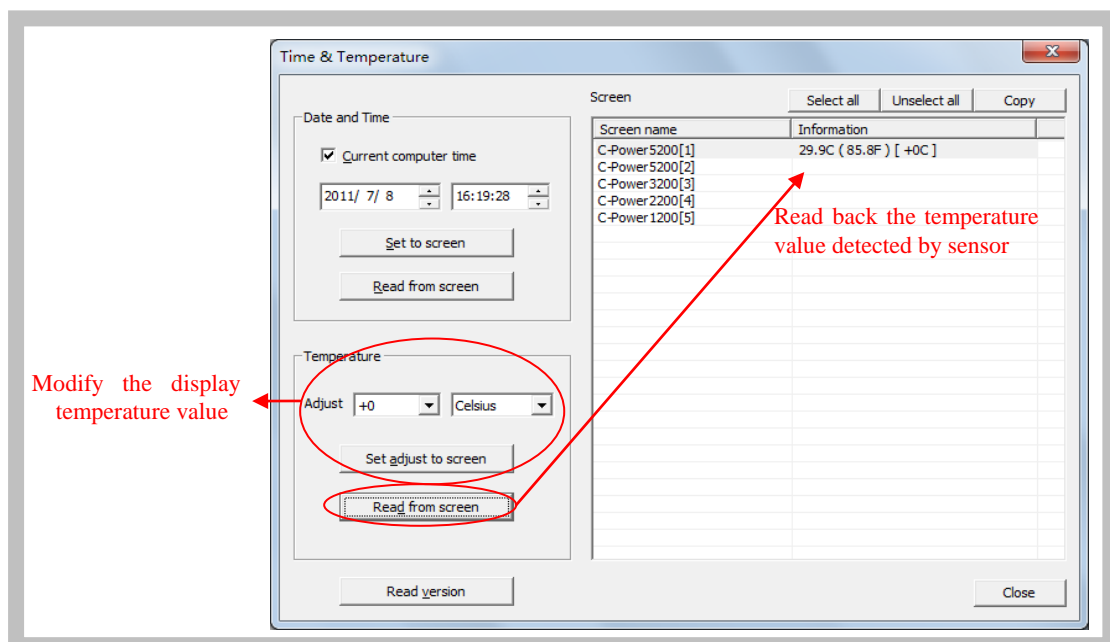 Time & Temperature
Date and Time
Current computer time
2011/ 7/ 8
16:19:28
Set to screen
Read from screen
Temperature
Adjust
+0
Celsius
Set adjust to screen
Read from screen
Read version
Screen
Select all
Unselect all
Copy
Screen name
Information
C-Power5200[1]
29.9C ( 85.8F ) [ +0C ]
C-Power5200[2]
C-Power3200[3]
C-Power2200[4]
C-Power1200[5]
Close
Modify the display
temperature value
Read back the temperature
value detected by sensor